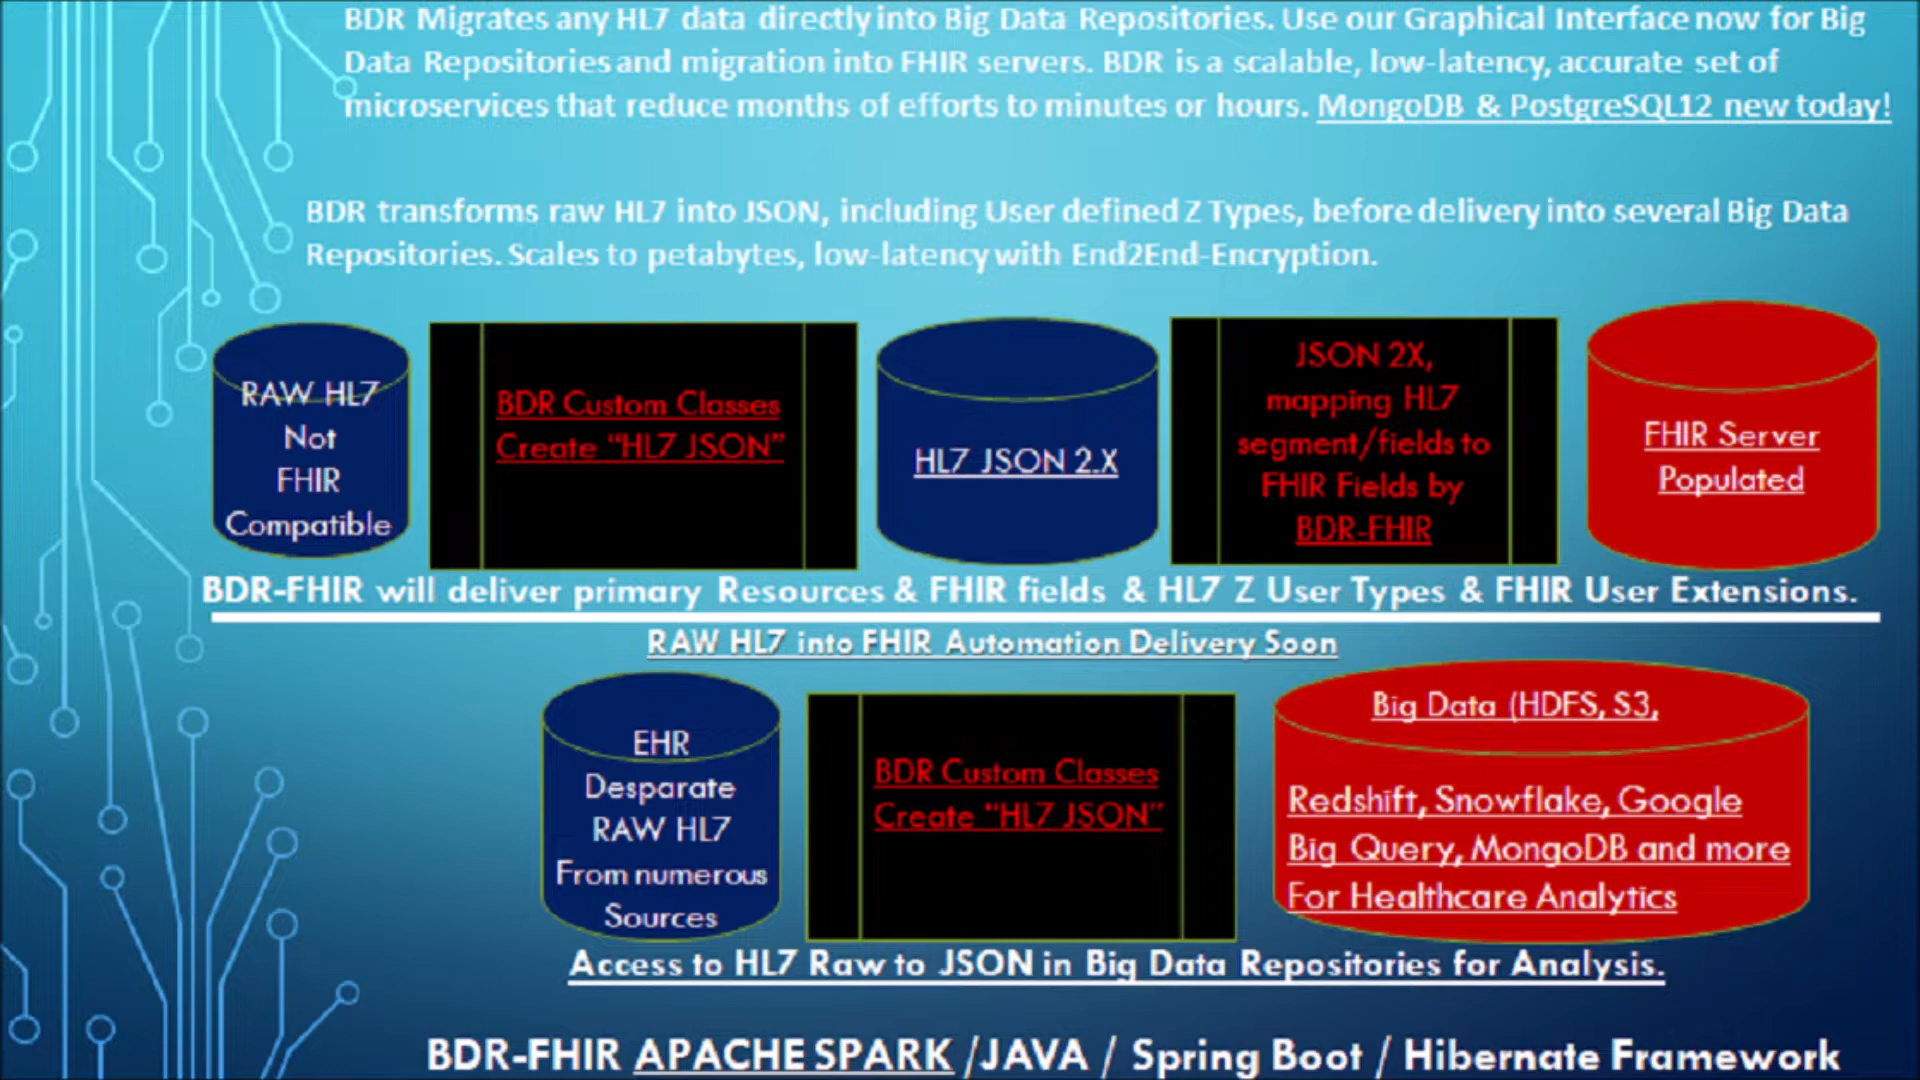 BDR Migrates any HL7 data directly into Big Data Repositories. Use our Graphical Interface now for Big
Data Repositories and migration into FHIR servers. BDR is a scalable, low-latency, accurate set of
microservices that reduce months of efforts to minutes or hours. MongoDB & PostgreSQL12 new today!
BDR transforms raw HL7 into JSON, including User defined Z Types, before delivery into several Big Data
Repositories. Scales to petabytes, low-latency with End2End-Encryption.
RAW HL7
Not
FHIR
Compatible
BDR Custom Classes
Create “HL7 JSON”
HL7 JSON 2.X
JSON 2X,
mapping HL7
segment/fields to
FHIR Fields by
BDR-FHIR
FHIR Server
Populated
BDR-FHIR will deliver primary Resources & FHIR fields & HL7 Z User Types & FHIR User Extensions.
RAW HL7 into FHIR Automation Delivery Soon
EHR
Desparate
RAW HL7
From numerous
Sources
BDR Custom Classes
Create “HL7 JSON”
Big Data (HDFS, S3,
Redshift, Snowflake, Google
Big Query, MongoDB and more
For Healthcare Analytics
Access to HL7 Raw to JSON in Big Data Repositories for Analysis.
BDR-FHIR APACHE SPARK /JAVA / Spring Boot / Hibernate Framework